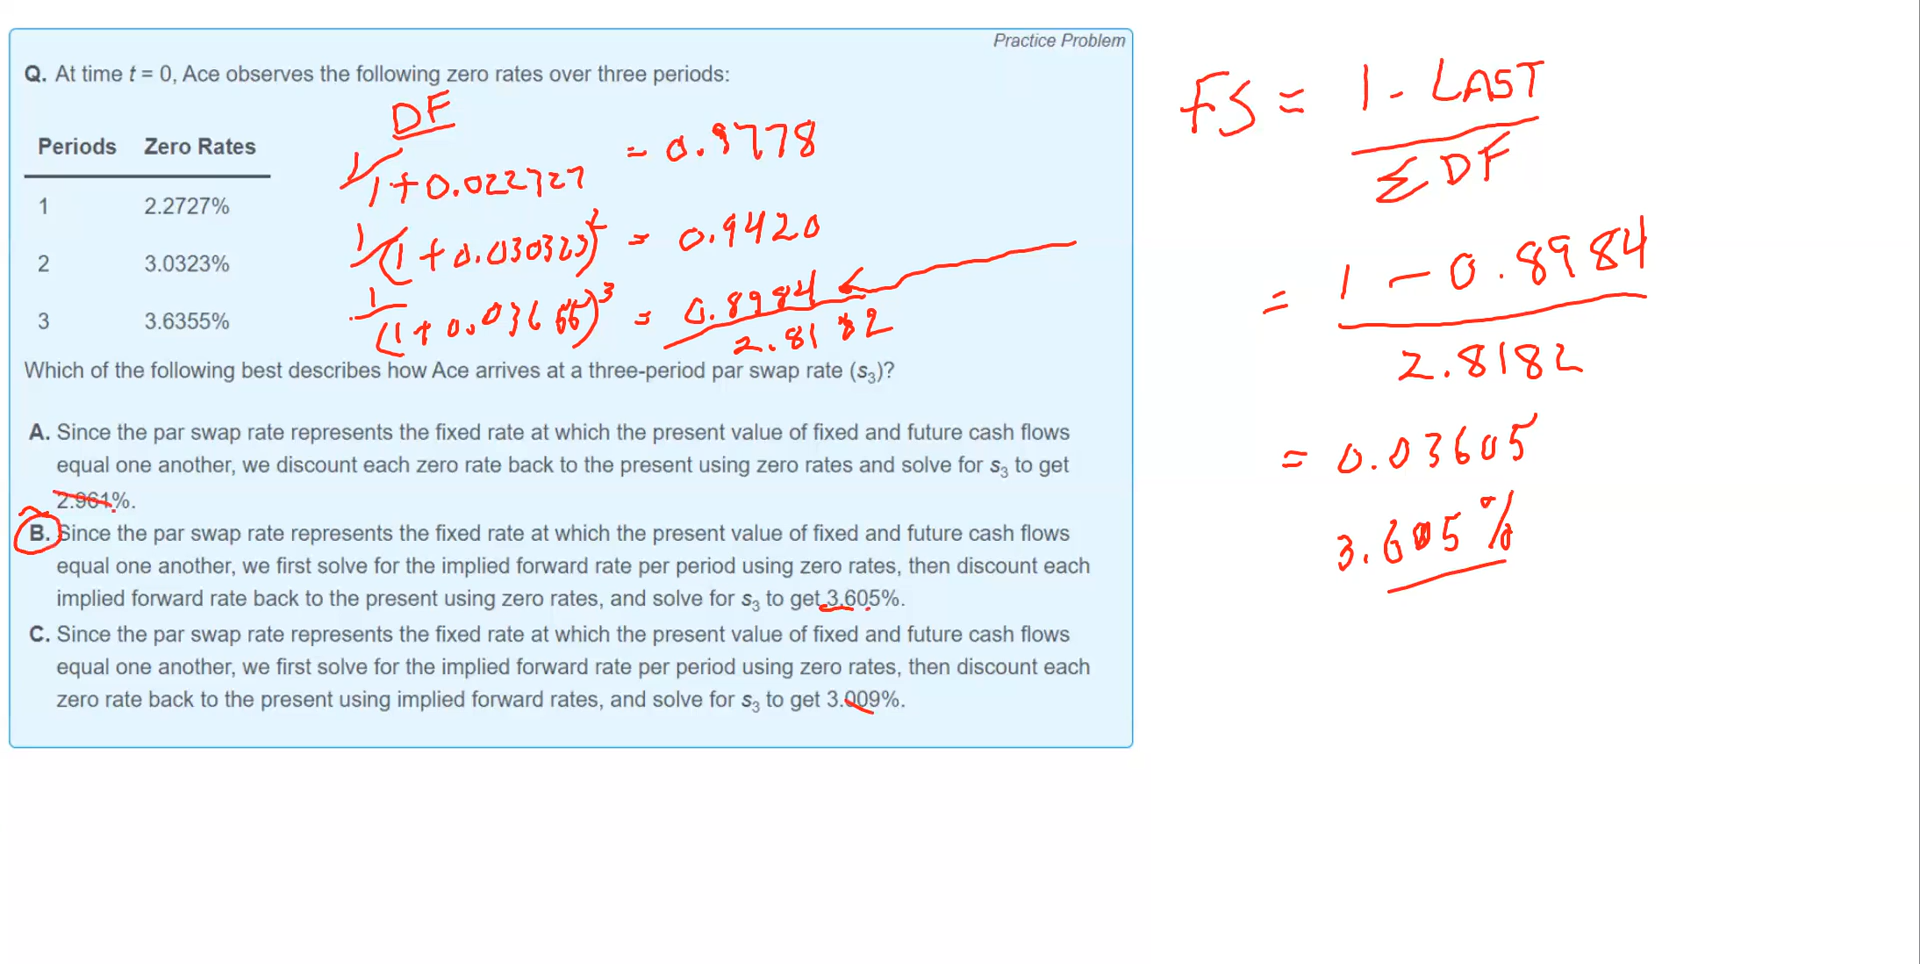 Practice Problem
Q. At time t = 0, Ace observes the following zero rates over three periods:
DF
Periods Zero Rates
1 2.2727%
2 3.0323%
3 3.6355%
1/1+0.022727 = 0.9778
1/(1+0.030323)² = 0.9420
1/(1+0.036355)³ = 0.8984
2.8182
Which of the following best describes how Ace arrives at a three-period par swap rate (s₃)?
A. Since the par swap rate represents the fixed rate at which the present value of fixed and future cash flows
equal one another, we discount each zero rate back to the present using zero rates and solve for s₃ to get
2.961%.
B. Since the par swap rate represents the fixed rate at which the present value of fixed and future cash flows
equal one another, we first solve for the implied forward rate per period using zero rates, then discount each
implied forward rate back to the present using zero rates, and solve for s₃ to get 3.605%.
C. Since the par swap rate represents the fixed rate at which the present value of fixed and future cash flows
equal one another, we first solve for the implied forward rate per period using zero rates, then discount each
zero rate back to the present using implied forward rates, and solve for s₃ to get 3.009%.
FS = 1 - LAST
Σ DF
= 1 - 0.8984
2.8182
= 0.03605
3.605%